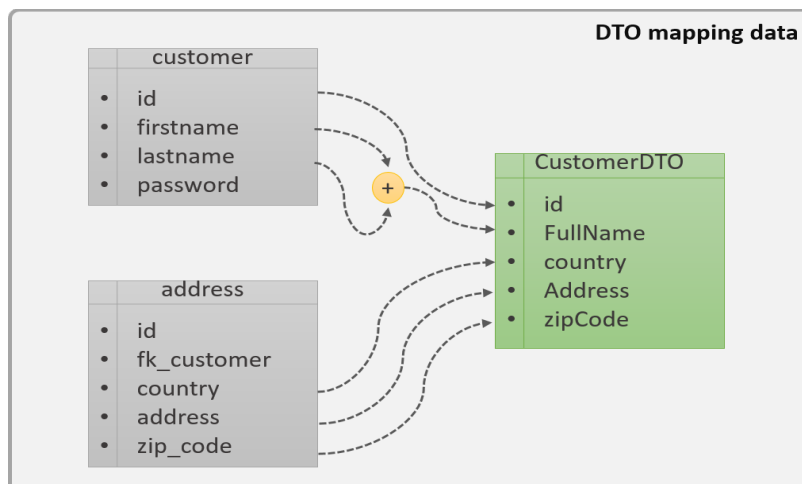 DTO mapping data
customer
• id
• firstname
• lastname
• password
+
CustomerDTO
• id
• FullName
• country
• Address
• zipCode
address
• id
• fk_customer
• country
• address
• zip_code